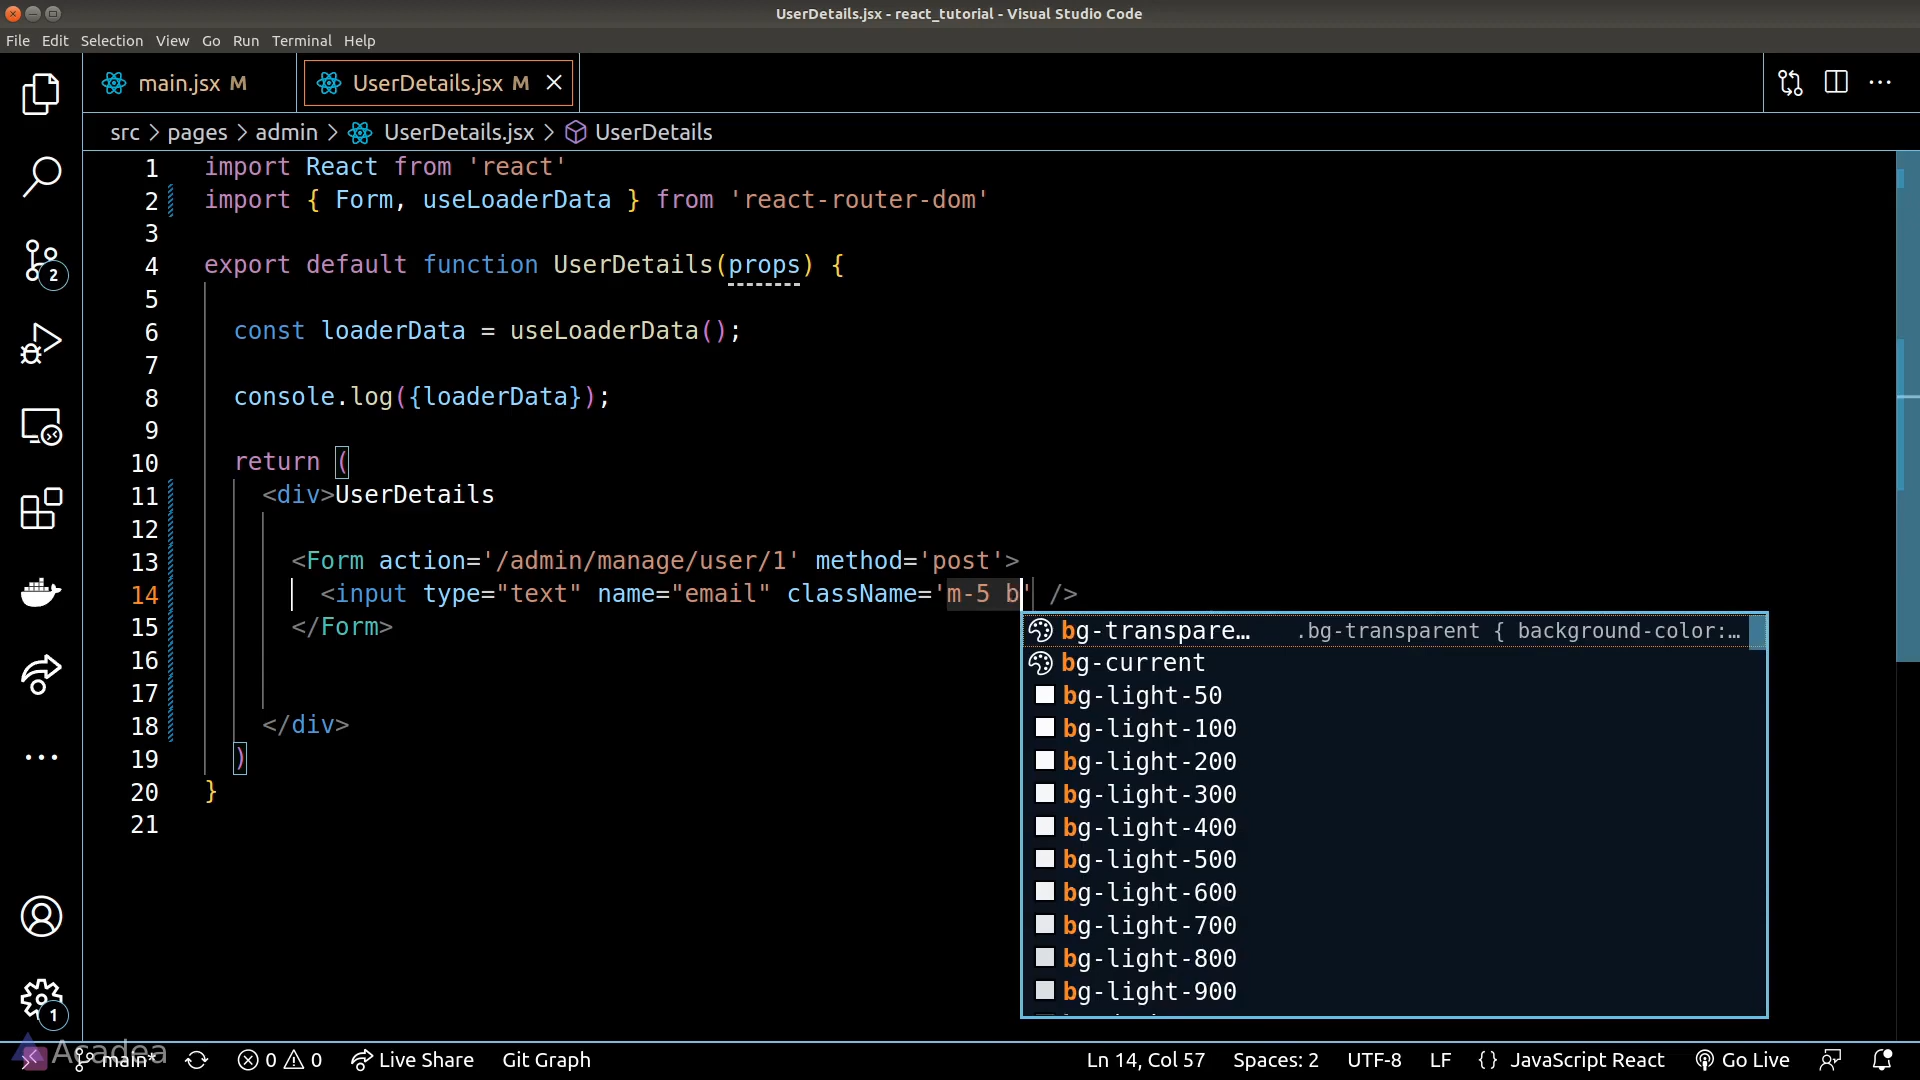 UserDetails.jsx - react_tutorial - Visual Studio Code
File Edit Selection View Go Run Terminal Help
main.jsx M UserDetails.jsx M
src > pages > admin > UserDetails.jsx > UserDetails
1 import React from 'react'
2 import { Form, useLoaderData } from 'react-router-dom'
3
4 export default function UserDetails(props) {
5
6 const loaderData = useLoaderData();
7
8 console.log({loaderData});
9
10 return (
11 <div>UserDetails
12
13 <Form action='/admin/manage/user/1' method='post'>
14 <input type="text" name="email" className='m-5 b' />
15 </Form>
16
17
18 </div>
19 )
20 }
21
bg-transpare… .bg-transparent { background-color:…
bg-current
bg-light-50
bg-light-100
bg-light-200
bg-light-300
bg-light-400
bg-light-500
bg-light-600
bg-light-700
bg-light-800
bg-light-900
2
1
Acadea
main* 0 0 Live Share Git Graph Ln 14, Col 57 Spaces: 2 UTF-8 LF {} JavaScript React Go Live